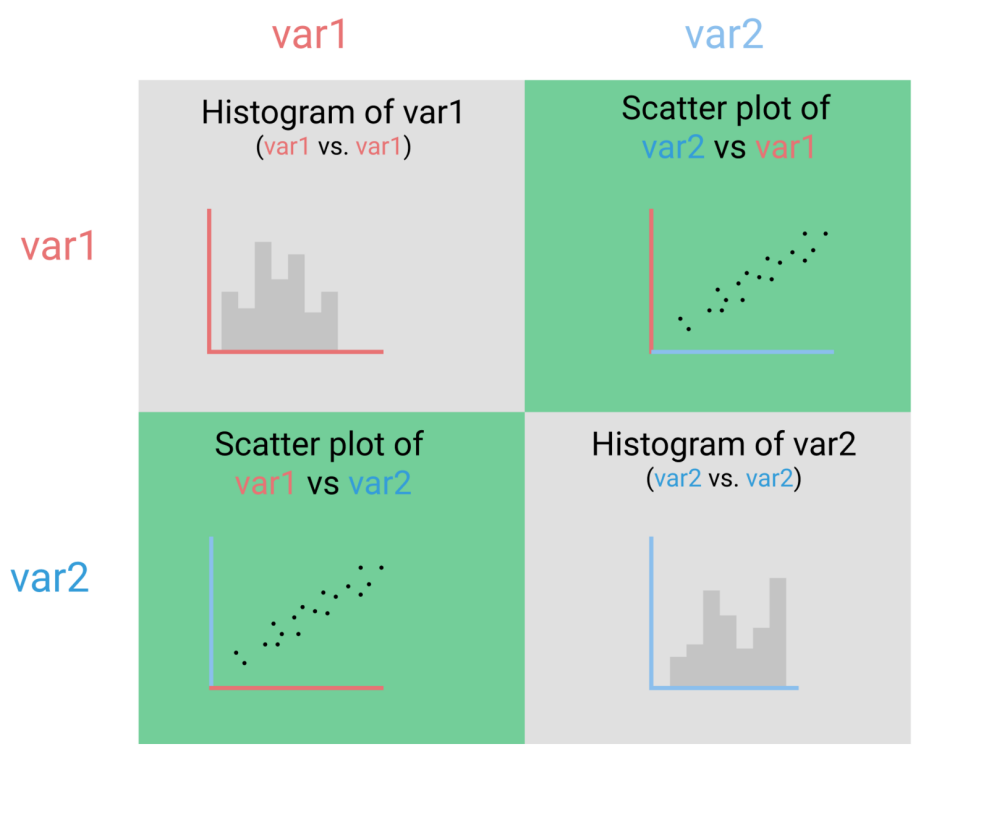 var1
var2
Histogram of var1
(var1 vs. var1)
Scatter plot of
var2 vs var1
var1
Scatter plot of
var1 vs var2
Histogram of var2
(var2 vs. var2)
var2